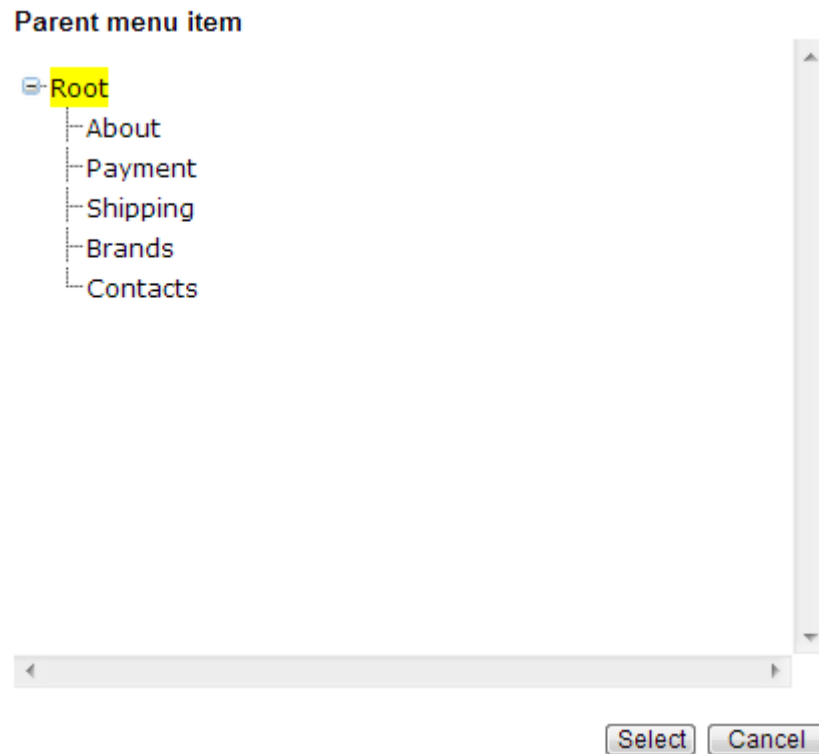 Parent menu item
Root
About
Payment
Shipping
Brands
Contacts
Select Cancel